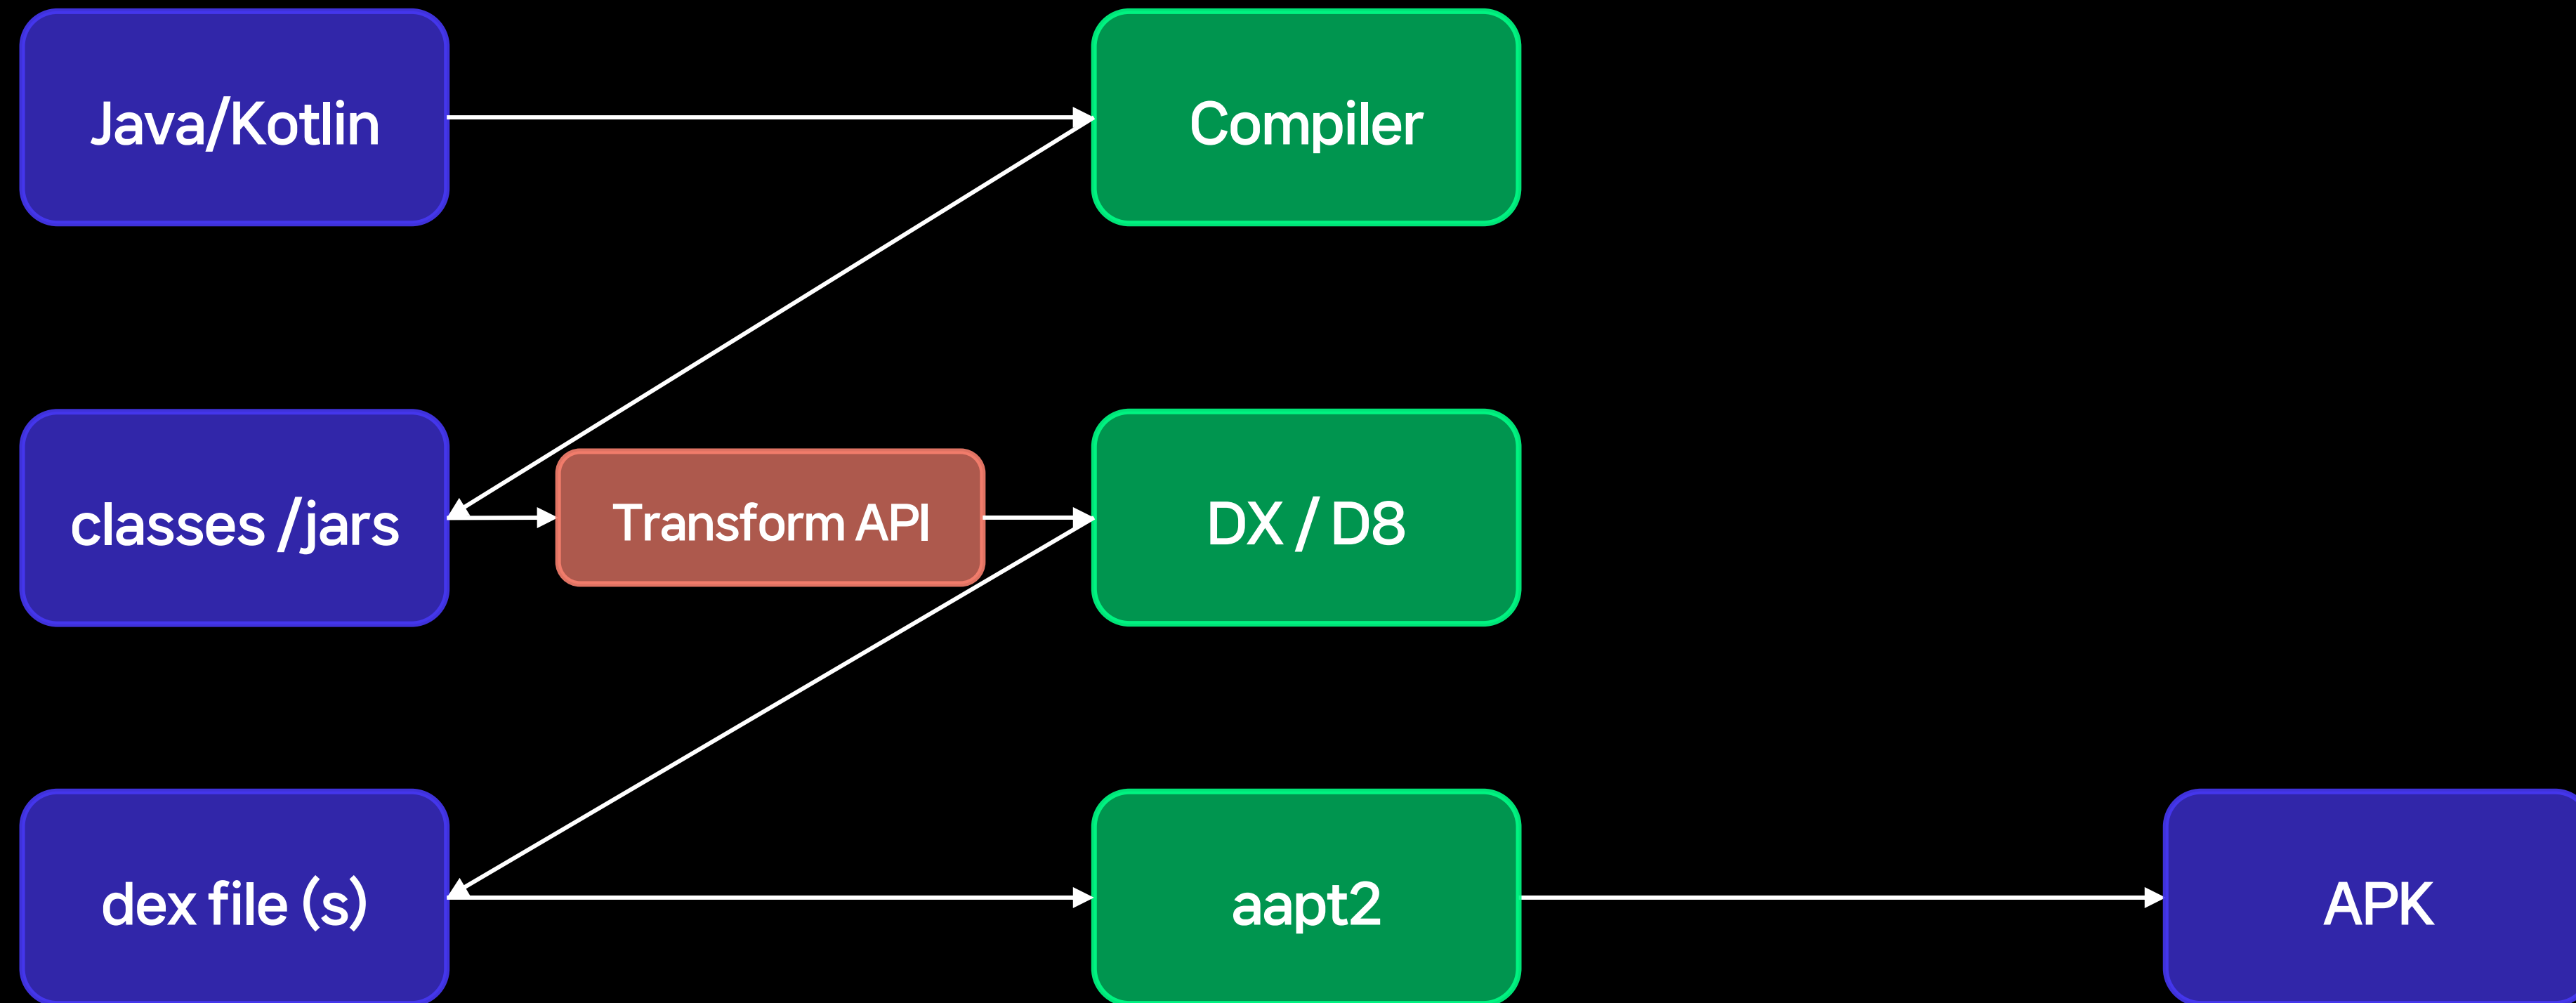 Java/Kotlin
Compiler
classes /jars
Transform API
DX / D8
dex file (s)
aapt2
APK